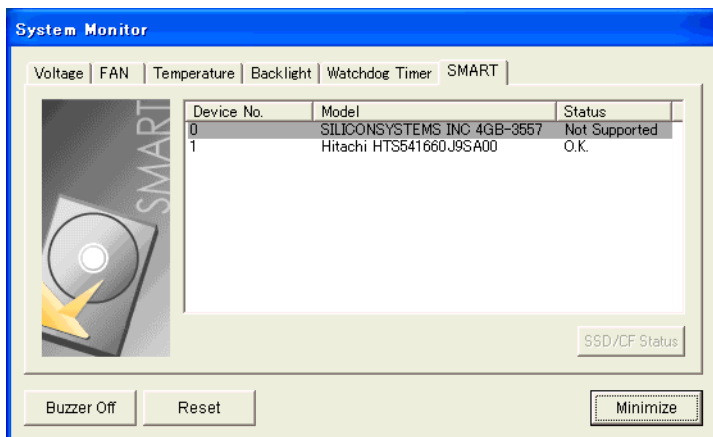 System Monitor
Voltage FAN Temperature Backlight Watchdog Timer SMART
SMART
Device No. Model Status
0 SILICONSYSTEMS INC 4GB-3557 Not Supported
1 Hitachi HTS541660J9SA00 O.K.
SSD/CF Status
Buzzer Off Reset Minimize